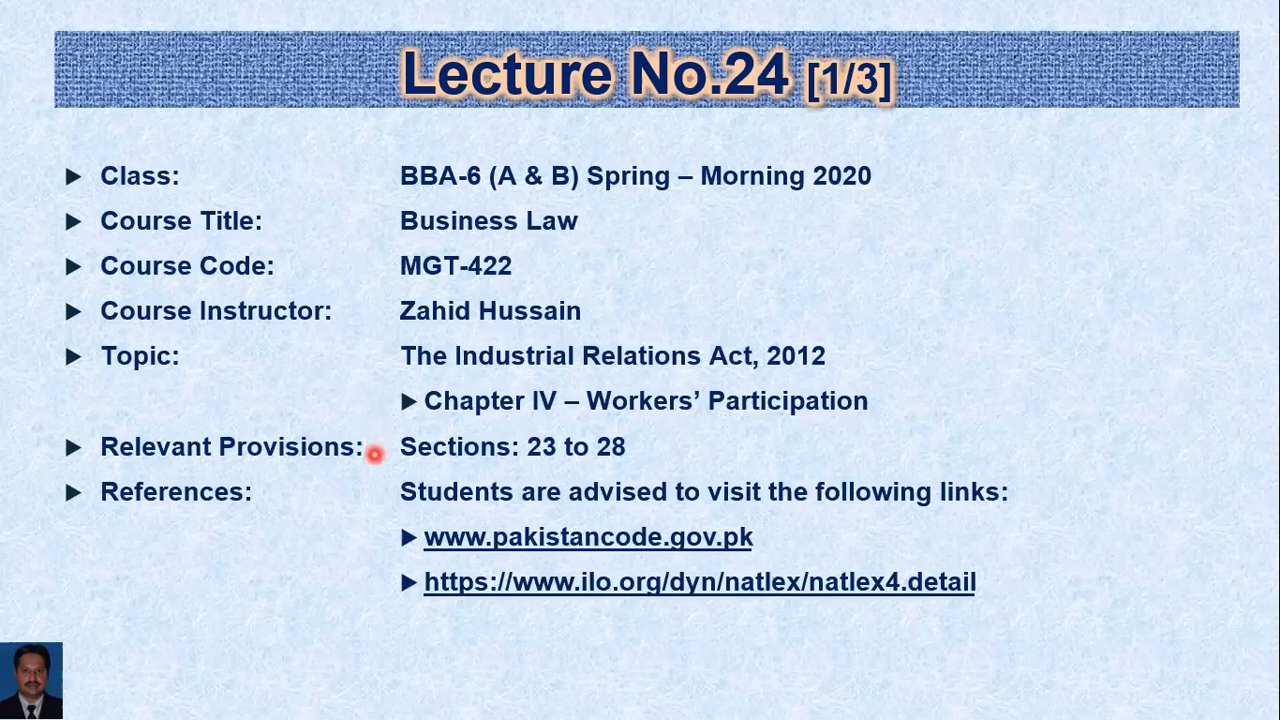 Lecture No.24 [1/3]
Class: BBA-6 (A & B) Spring – Morning 2020
Course Title: Business Law
Course Code: MGT-422
Course Instructor: Zahid Hussain
Topic: The Industrial Relations Act, 2012
Chapter IV – Workers’ Participation
Relevant Provisions: Sections: 23 to 28
References: Students are advised to visit the following links:
www.pakistancode.gov.pk
https://www.ilo.org/dyn/natlex/natlex4.detail